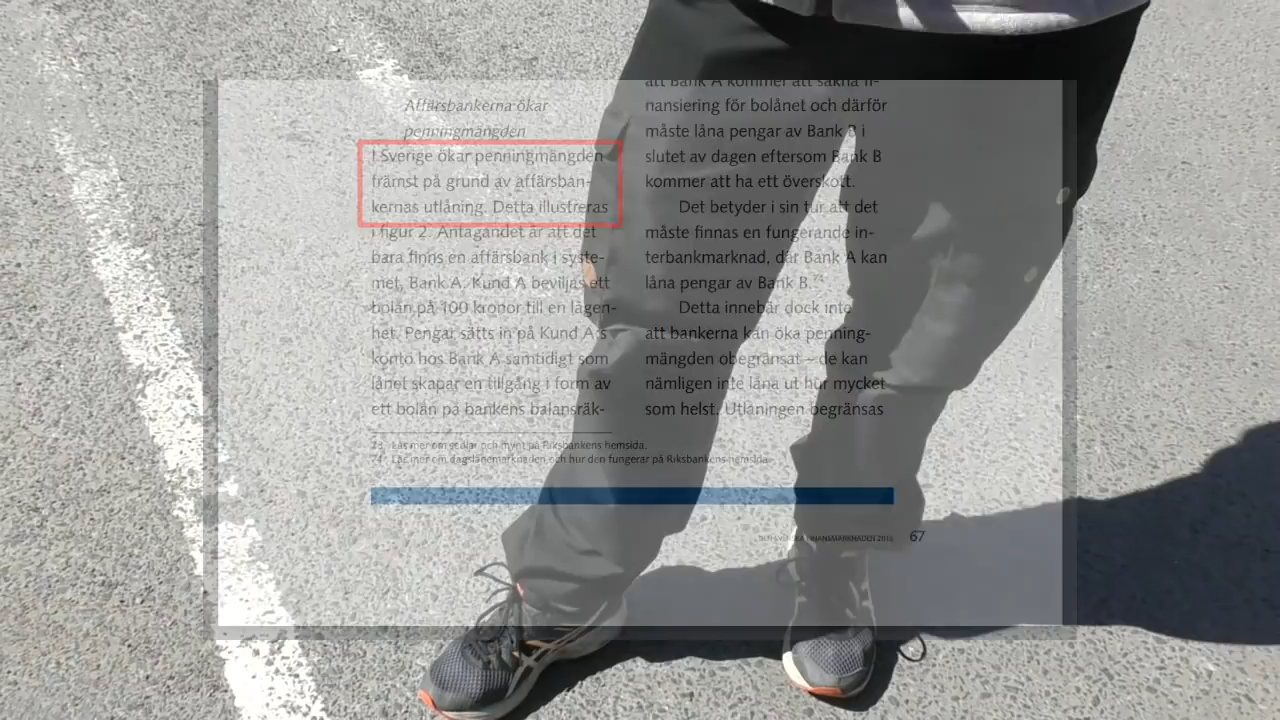 Affärsbankerna ökar
penningmängden
I Sverige ökar penningmängden
främst på grund av affärsban-
kernas utlåning. Detta illustreras
i figur 2. Antagandet är att det
bara finns en affärsbank i syste-
met, Bank A. Kund A beviljas ett
bolån på 100 kronor till en lägen-
het. Pengar sätts in på Kund A:s
konto hos Bank A samtidigt som
lånet skapar en tillgång i form av
ett bolån på bankens balansräk-
att Bank A kommer att sakna fi-
nansiering för bolånet och därför
måste låna pengar av Bank B i
slutet av dagen eftersom Bank B
kommer att ha ett överskott.
Det betyder i sin tur att det
måste finnas en fungerande in-
terbankmarknad, där Bank A kan
låna pengar av Bank B.74
Detta innebär dock inte
att bankerna kan öka penning-
mängden obegränsat – de kan
nämligen inte låna ut hur mycket
som helst. Utlåningen begränsas
73 Läs mer om sedlar och mynt på Riksbankens hemsida.
74 Läs mer om dagslånemarknaden och hur den fungerar på Riksbankens hemsida.
DEN SVENSKA FINANSMARKNADEN 2016 67